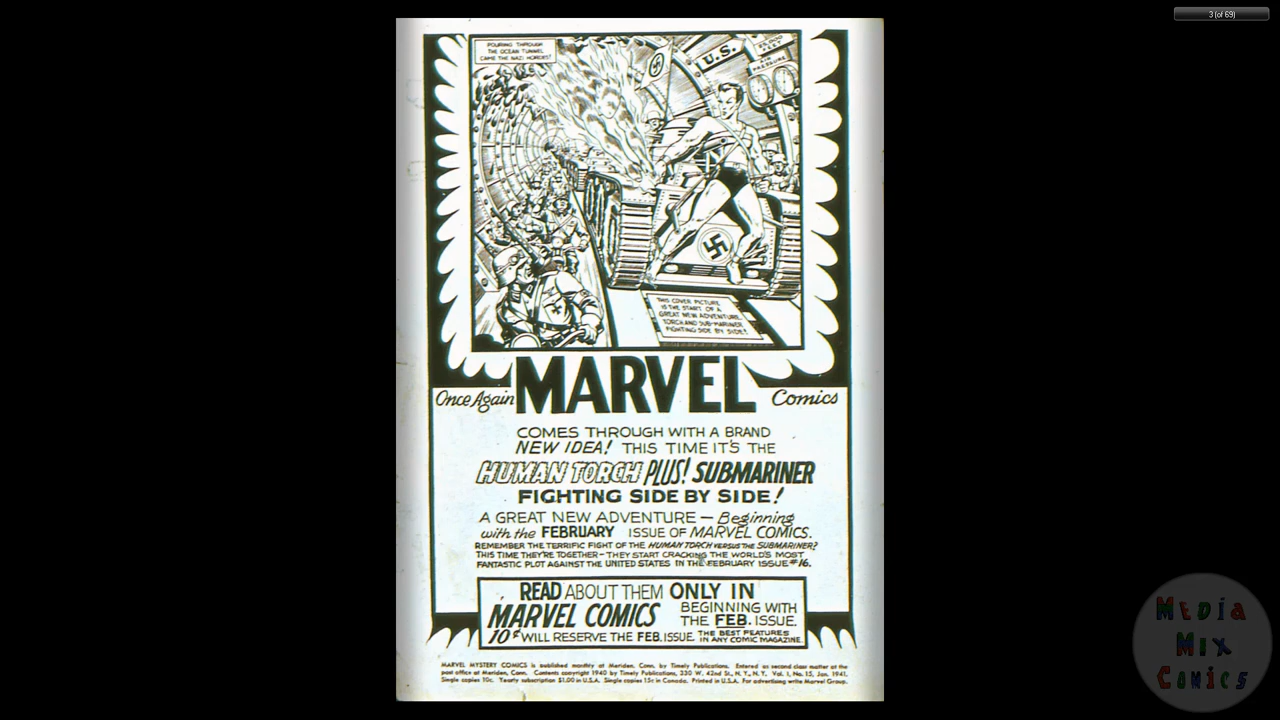 3 (of 69)
POURING THROUGH
THE OCEAN TUNNEL
CAME THE NAZI HORDES!
U.S.
FEET
AIR
PRESSURE
THIS COVER PICTURE
IS THE START OF A
GREAT NEW ADVENTURE,
TORCH AND SUB-MARINER
FIGHTING SIDE BY SIDE!
Once Again MARVEL Comics
COMES THROUGH WITH A BRAND
NEW IDEA! THIS TIME IT'S THE
HUMAN TORCH PLUS! SUBMARINER
FIGHTING SIDE BY SIDE!
A GREAT NEW ADVENTURE — Beginning
with the FEBRUARY ISSUE OF MARVEL COMICS.
REMEMBER THE TERRIFIC FIGHT OF THE HUMAN TORCH VERSUS THE SUBMARINER?
THIS TIME THEY'RE TOGETHER - THEY START CRACKING THE WORLD'S MOST
FANTASTIC PLOT AGAINST THE UNITED STATES IN THE FEBRUARY ISSUE #16.
READ ABOUT THEM ONLY IN
MARVEL COMICS BEGINNING WITH
THE FEB. ISSUE.
10¢ WILL RESERVE THE FEB. ISSUE. THE BEST FEATURES
IN ANY COMIC MAGAZINE.
MARVEL MYSTERY COMICS is published monthly at Meriden, Conn. by Timely Publications. Entered as second class matter at the
post office at Meriden, Conn. Contents copyright 1940 by Timely Publications, 330 W. 42nd St., N. Y., N. Y. Vol. 1, No. 15, Jan. 1941.
Single copies 10c. Yearly subscription $1.00 in U.S.A. Single copies 15c in Canada. Printed in U.S.A. For advertising write Marvel Group.
MEDIA
MIX
COMICS